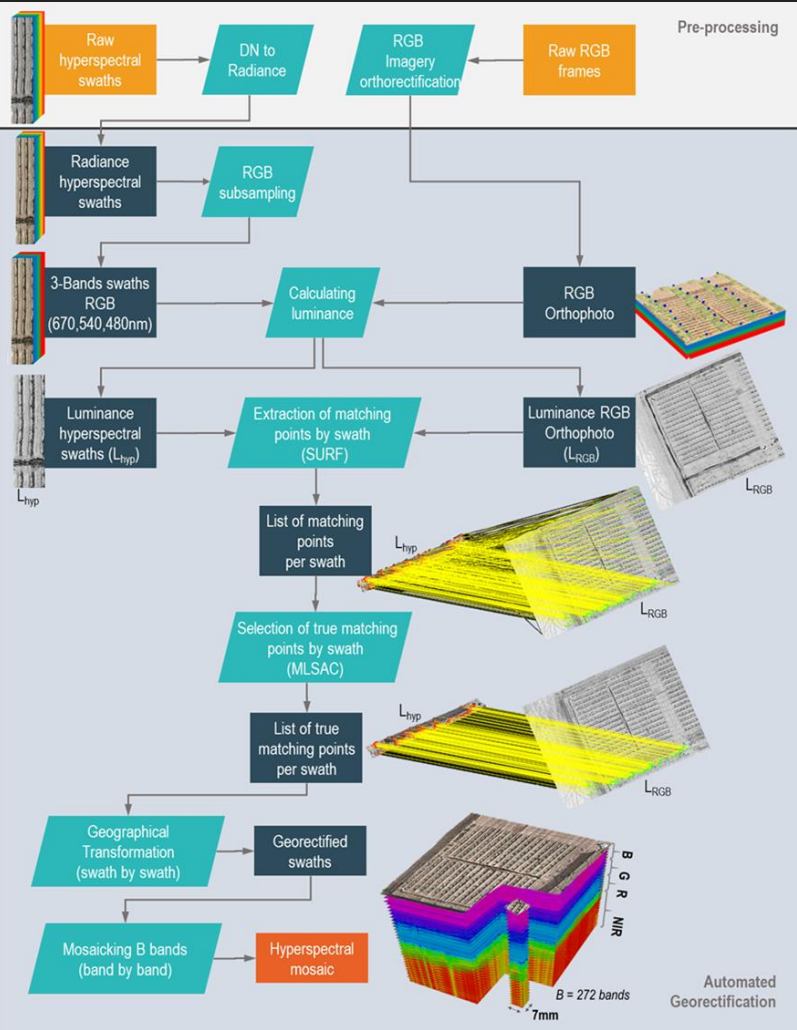 Pre-processing
Raw
hyperspectral
swaths
DN to
Radiance
RGB
Imagery
orthorectification
Raw RGB
frames
Radiance
hyperspectral
swaths
RGB
subsampling
3-Bands swaths
RGB
(670,540,480nm)
Calculating
luminance
RGB
Orthophoto
Luminance
hyperspectral
swaths (Lhyp)
Extraction of matching
points by swath
(SURF)
Luminance RGB
Orthophoto
(LRGB)
Lhyp
LRGB
List of matching
points
per swath
Lhyp
LRGB
Selection of true matching
points by swath
(MLSAC)
List of true
matching points
per swath
Lhyp
LRGB
Geographical
Transformation
(swath by swath)
Georectified
swaths
B
G
R
NIR
Mosaicking B bands
(band by band)
Hyperspectral
mosaic
B = 272 bands
7mm
Automated
Georectification